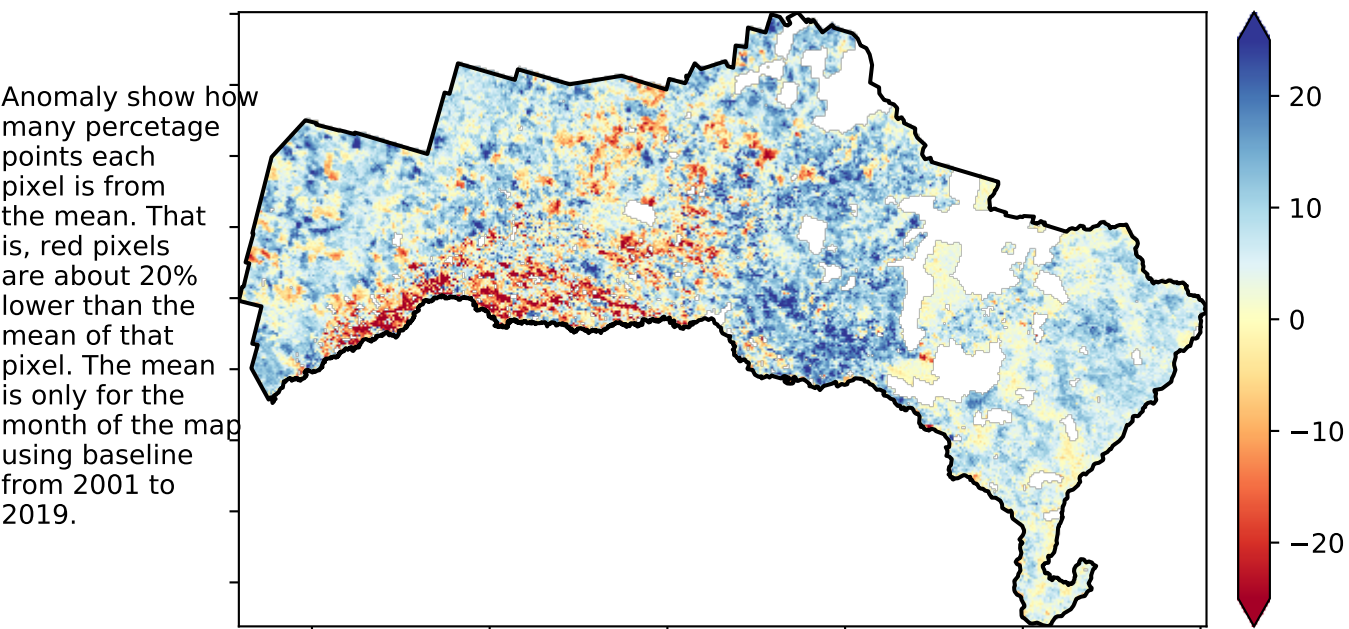 Anomaly show how
many percetage
points each
pixel is from
the mean. That
is, red pixels
are about 20%
lower than the
mean of that
pixel. The mean
is only for the
month of the map
using baseline
from 2001 to
2019.
20
10
0
−10
−20